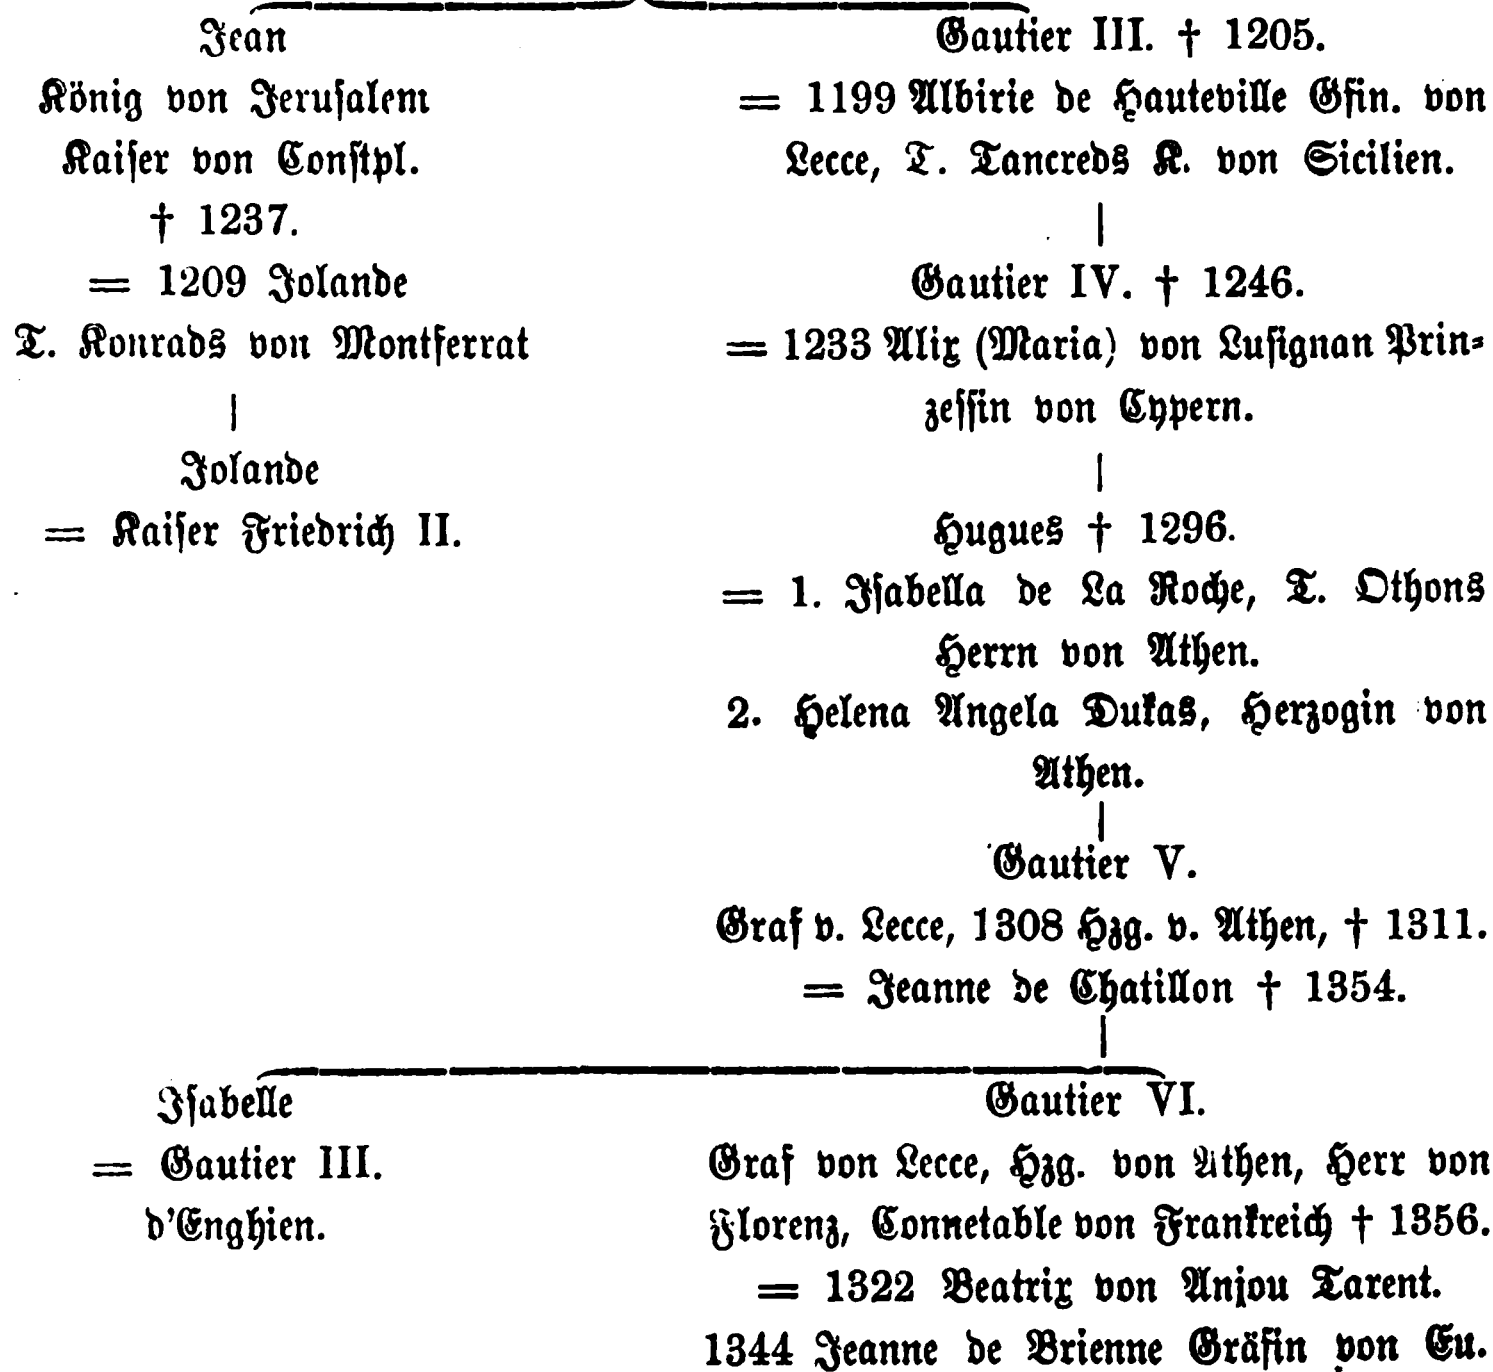 Jean
König von Jerusalem
Kaiser von Constpl.
† 1237.
= 1209 Jolande
T. Konrads von Montferrat
Jolande
= Kaiser Friedrich II.
Gautier III. † 1205.
= 1199 Albirie de Hauteville Gfin. von
Lecce, T. Tancreds K. von Sicilien.
Gautier IV. † 1246.
= 1233 Alix (Maria) von Lusignan Prin-
zessin von Cypern.
Hugues † 1296.
= 1. Isabella de La Roche, T. Othons
Herrn von Athen.
2. Helena Angela Dukas, Herzogin von
Athen.
Gautier V.
Graf v. Lecce, 1308 Hzg. v. Athen, † 1311.
= Jeanne de Chatillon † 1354.
Isabelle
= Gautier III.
d'Enghien.
Gautier VI.
Graf von Lecce, Hzg. von Athen, Herr von
Florenz, Connetable von Frankreich † 1356.
= 1322 Beatrix von Anjou Tarent.
1344 Jeanne de Brienne Gräfin von Eu.